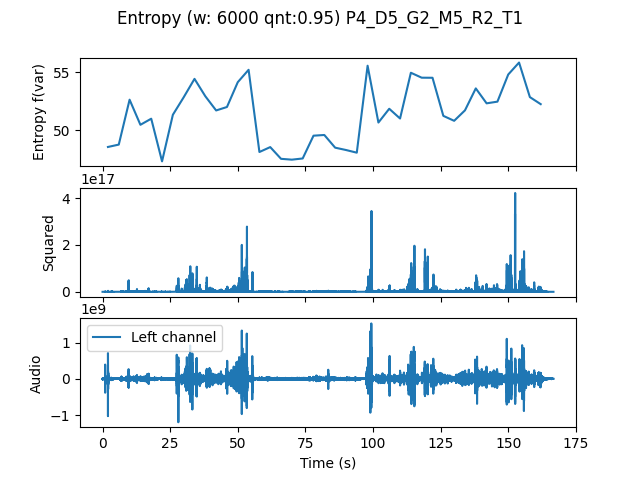 Entropy (w: 6000 qnt:0.95) P4_D5_G2_M5_R2_T1
Entropy f(var)
55
50
1e17
Squared
4
2
0
1e9
Audio
1
0
−1
Left channel
0
25
50
75
100
125
150
175
Time (s)